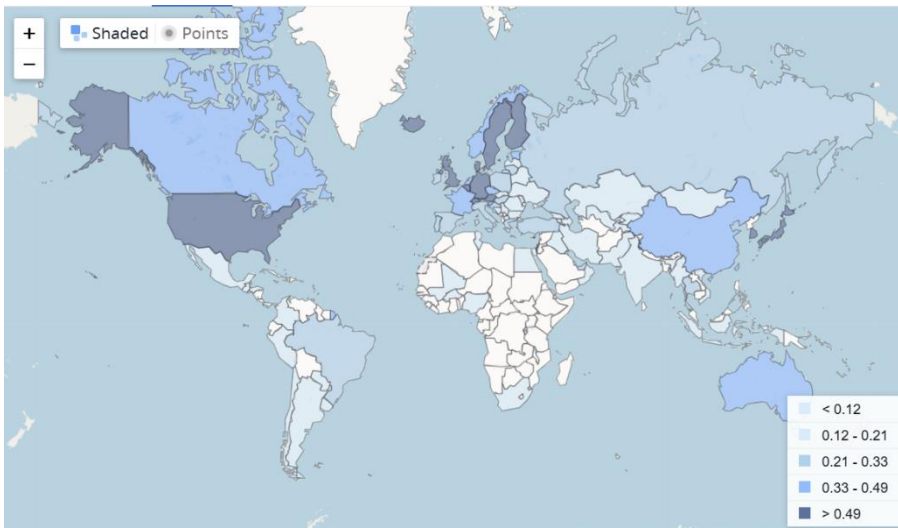 +
Shaded Points
−
< 0.12
0.12 - 0.21
0.21 - 0.33
0.33 - 0.49
> 0.49